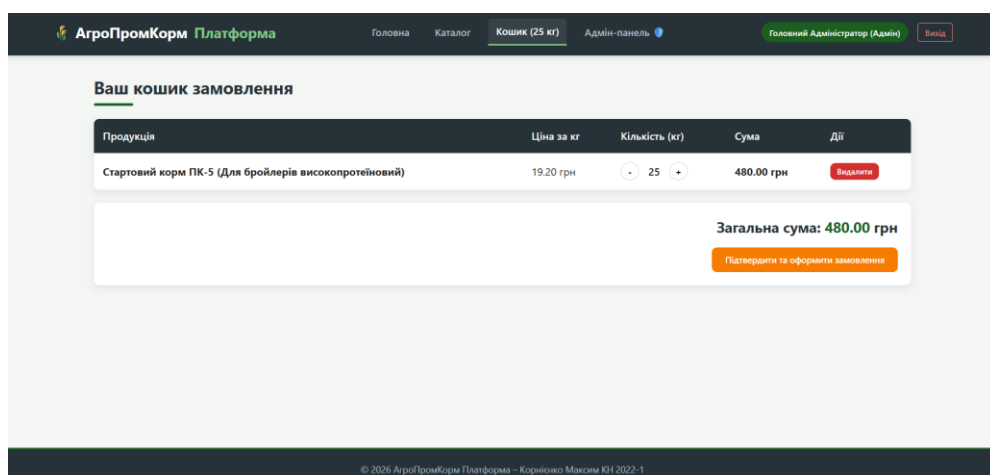 АгроПромКорм Платформа Головна Каталог Кошик (25 кг) Адмін-панель Головний Адміністратор (Адмін) Вихід
Ваш кошик замовлення
Продукція Ціна за кг Кількість (кг) Сума Дії
Стартовий корм ПК-5 (Для бройлерів високопротеїновий) 19.20 грн - 25 + 480.00 грн Видалити
Загальна сума: 480.00 грн
Підтвердити та оформити замовлення
© 2026 АгроПромКорм Платформа – Корнієнко Максим КН 2022-1